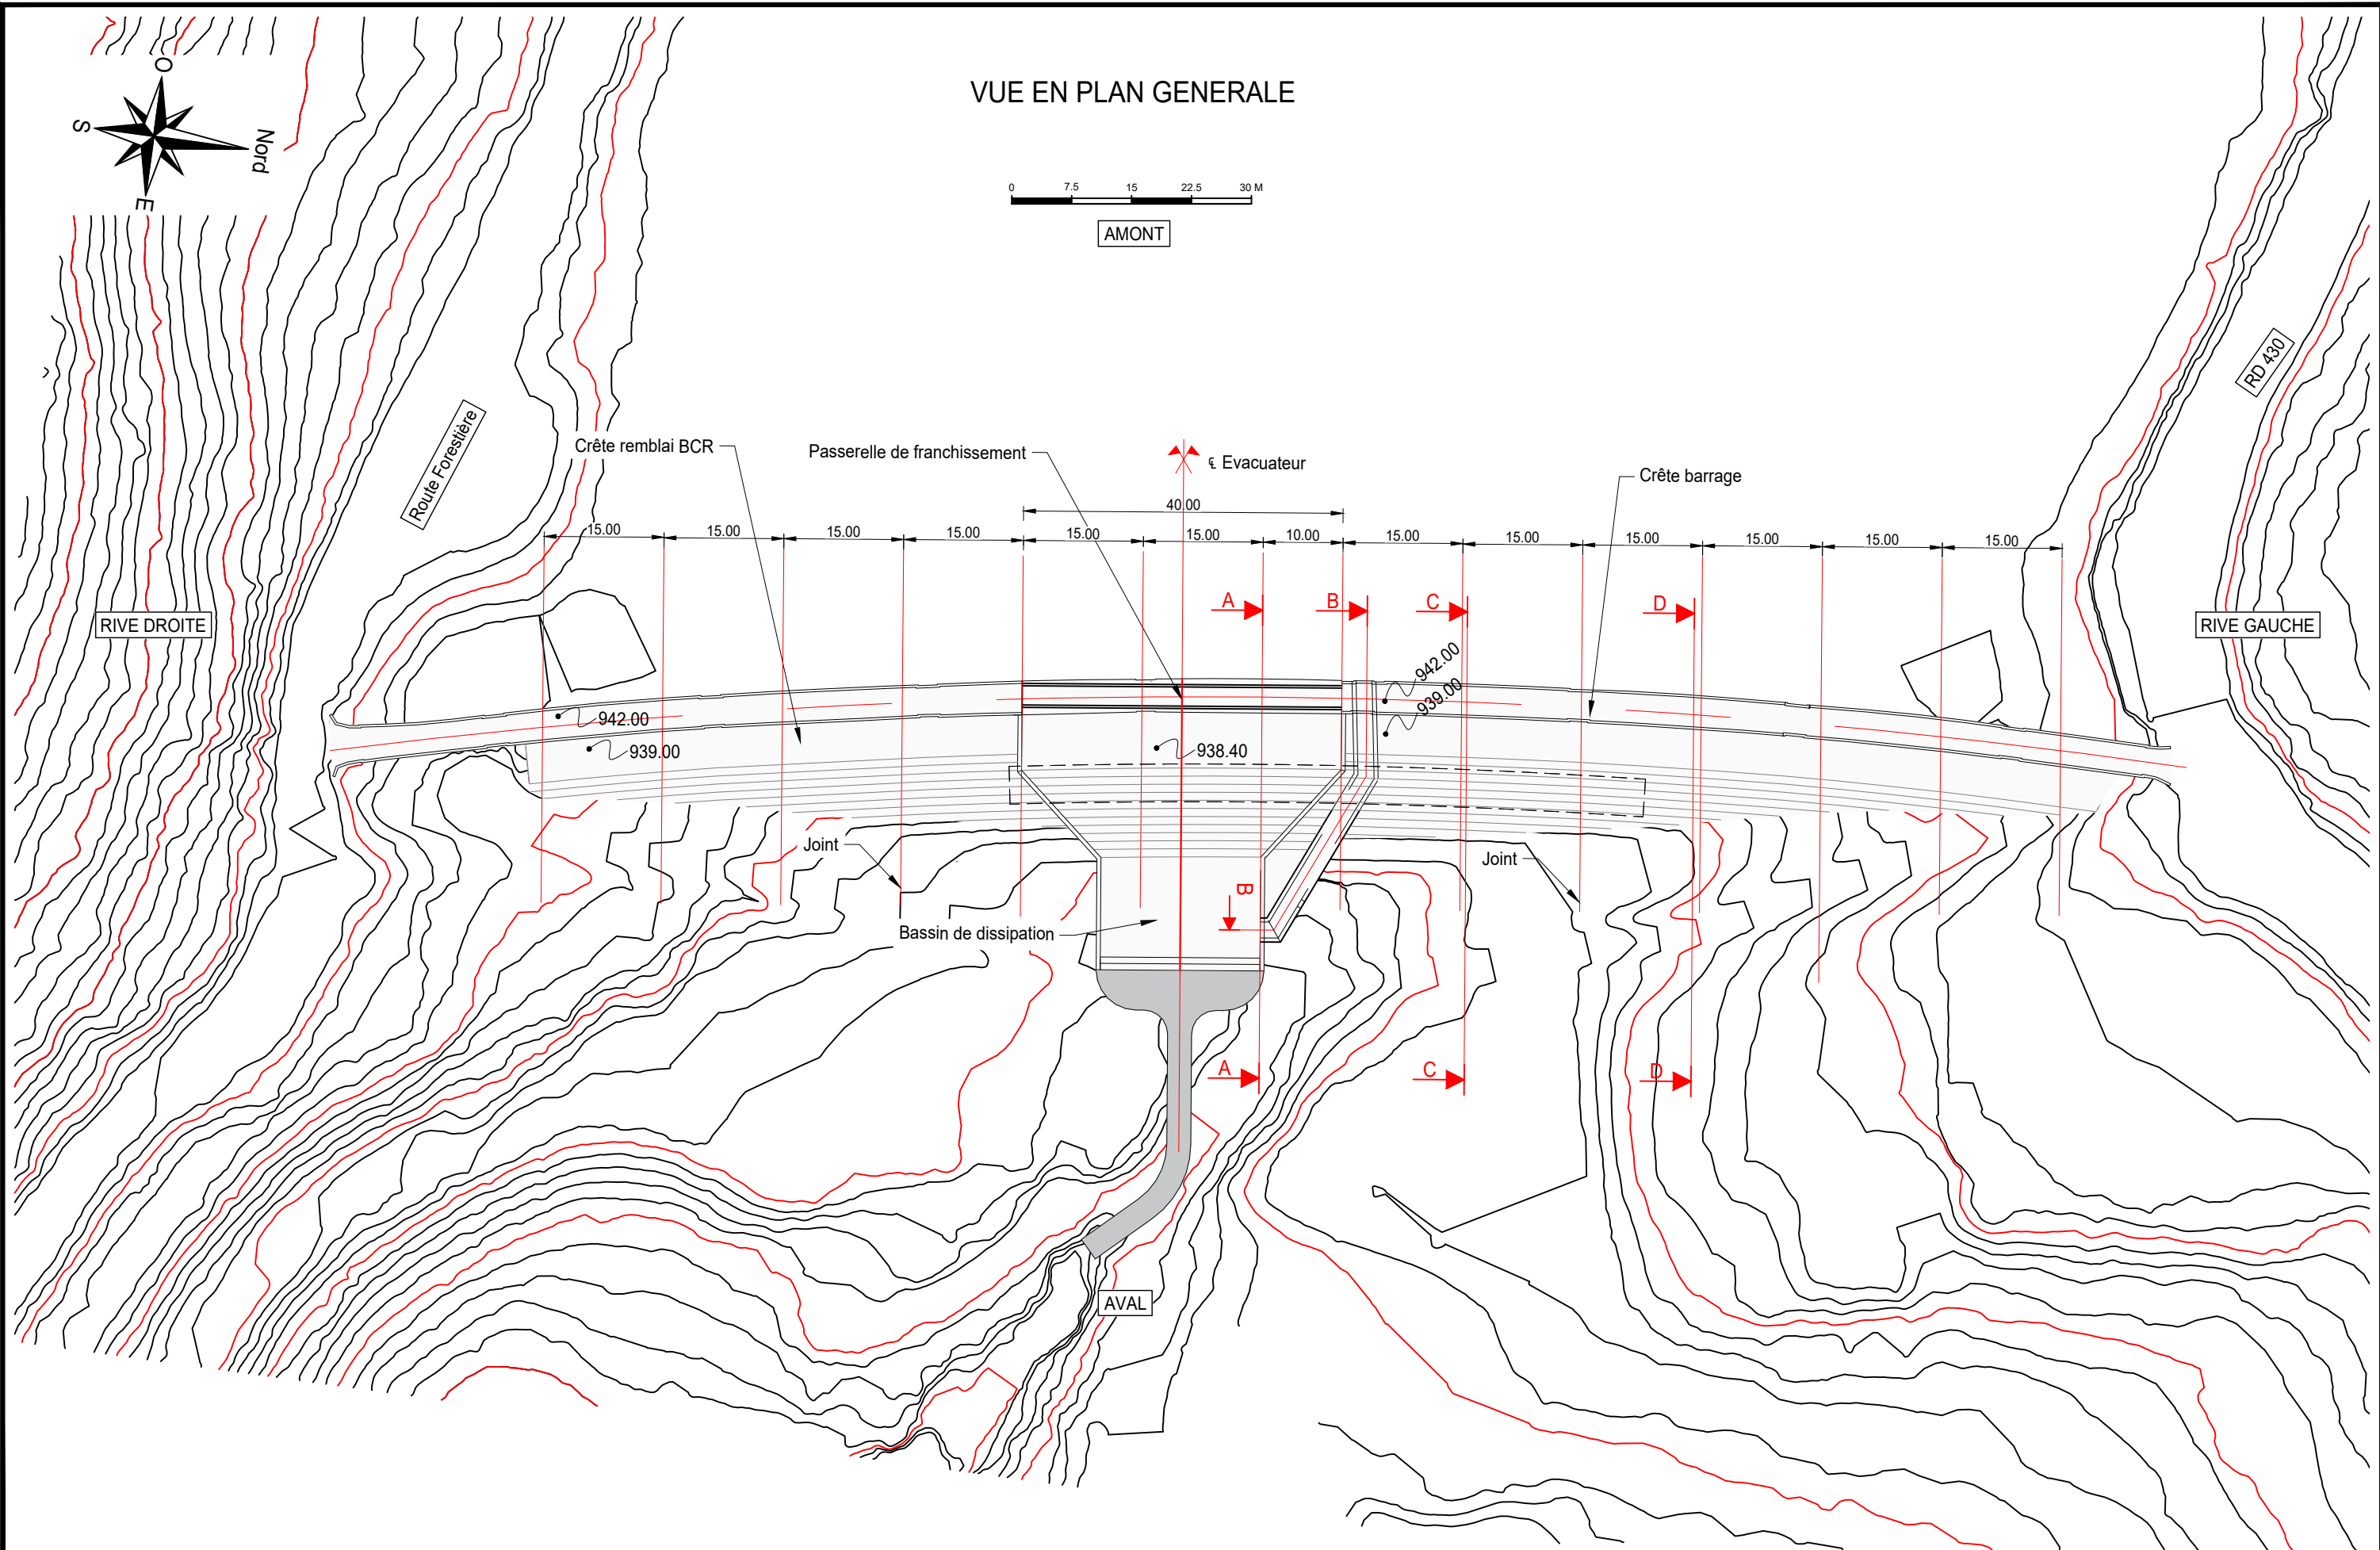 VUE EN PLAN GENERALE
O
S
Nord
E
0 7.5 15 22.5 30 M
AMONT
RD 430
Route Forestière
Crête remblai BCR
Passerelle de franchissement
℄ Evacuateur
Crête barrage
40.00
15.00 15.00 15.00 15.00 15.00 15.00 10.00 15.00 15.00 15.00 15.00 15.00 15.00
A B C D
RIVE DROITE
RIVE GAUCHE
942.00
939.00
942.00
939.00
938.40
Joint
Joint
B
Bassin de dissipation
A C D
AVAL